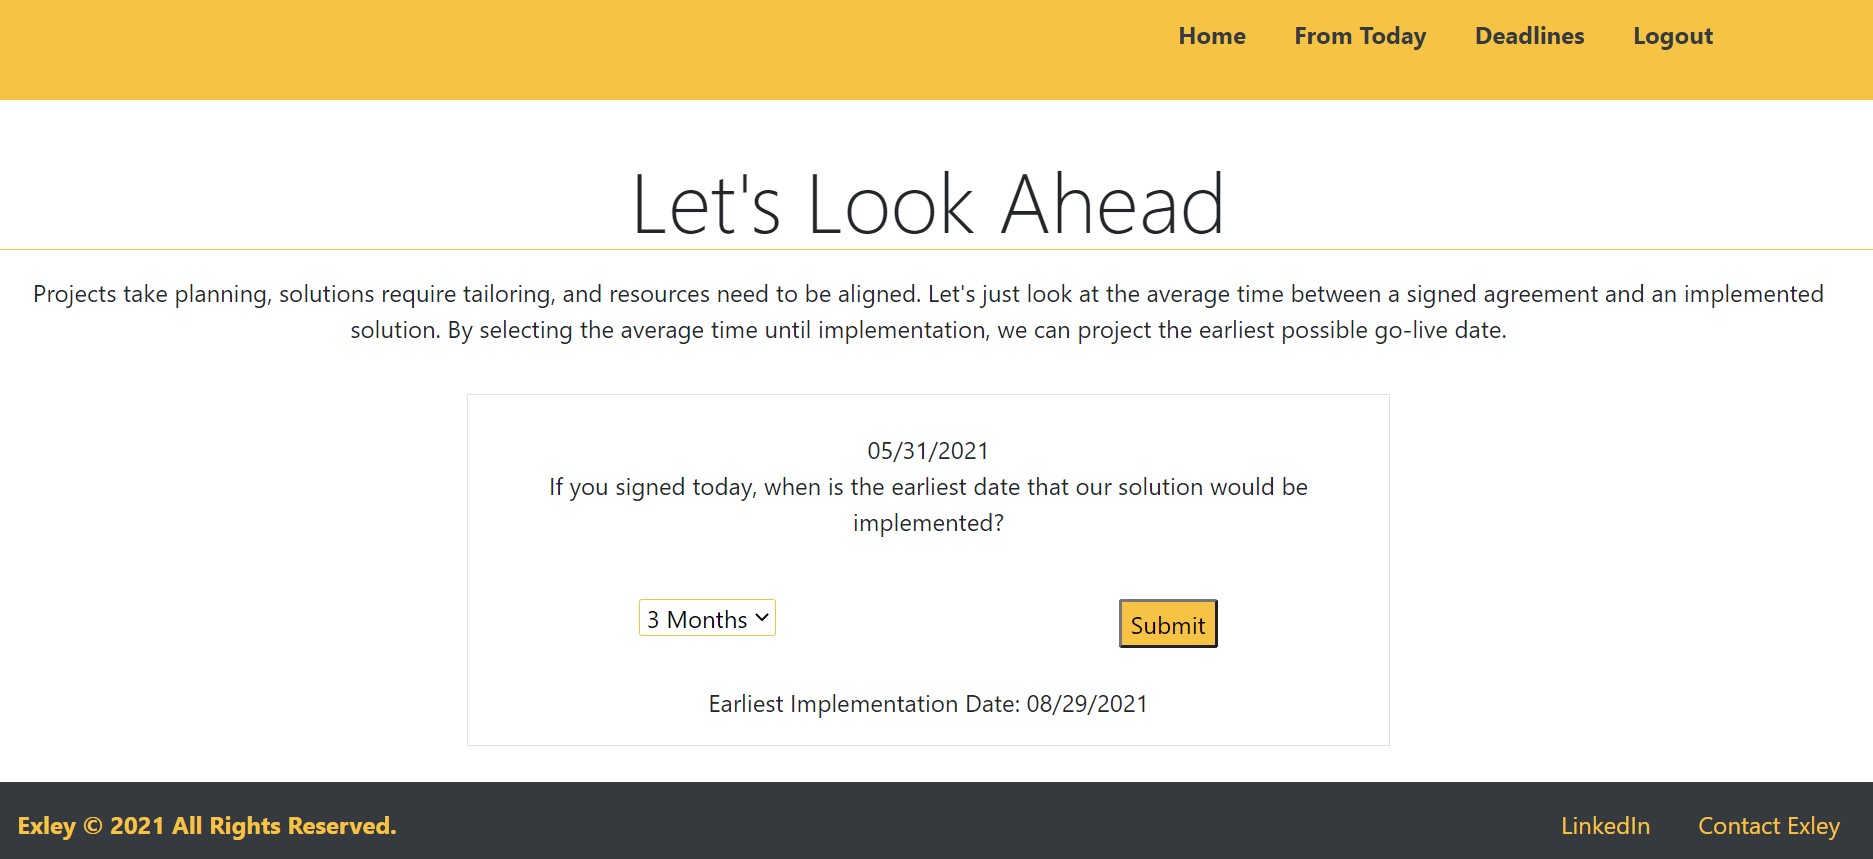 Home From Today Deadlines Logout
Let's Look Ahead
Projects take planning, solutions require tailoring, and resources need to be aligned. Let's just look at the average time between a signed agreement and an implemented
solution. By selecting the average time until implementation, we can project the earliest possible go-live date.
05/31/2021
If you signed today, when is the earliest date that our solution would be
implemented?
3 Months Submit
Earliest Implementation Date: 08/29/2021
Exley © 2021 All Rights Reserved. LinkedIn Contact Exley